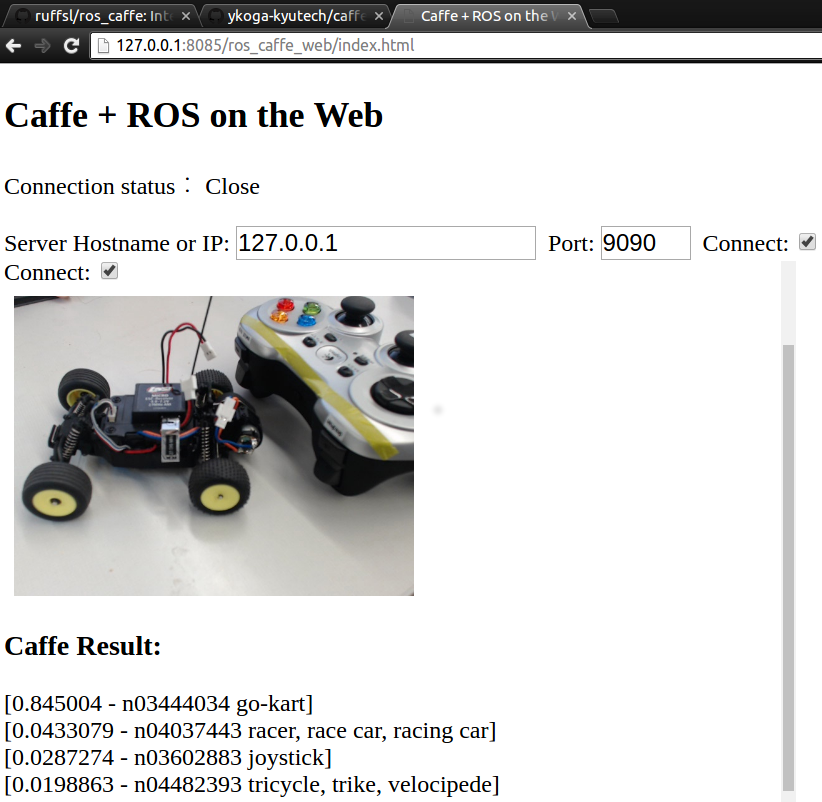 ruffsl/ros_caffe: Int
ykoga-kyutech/caffe
Caffe + ROS on the W
127.0.0.1:8085/ros_caffe_web/index.html
Caffe + ROS on the Web
Connection status： Close
Server Hostname or IP: 127.0.0.1 Port: 9090 Connect:
Connect:
Caffe Result:
[0.845004 - n03444034 go-kart]
[0.0433079 - n04037443 racer, race car, racing car]
[0.0287274 - n03602883 joystick]
[0.0198863 - n04482393 tricycle, trike, velocipede]